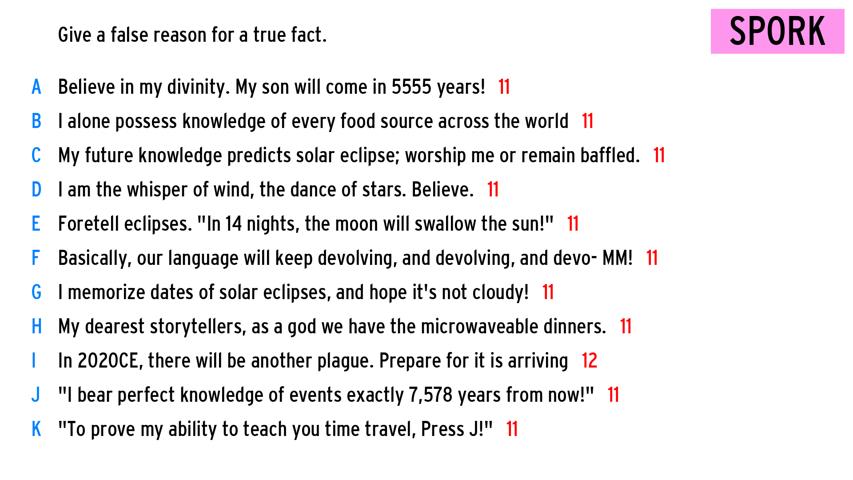 Give a false reason for a true fact.
SPORK
A Believe in my divinity. My son will come in 5555 years! 11
B I alone possess knowledge of every food source across the world 11
C My future knowledge predicts solar eclipse; worship me or remain baffled. 11
D I am the whisper of wind, the dance of stars. Believe. 11
E Foretell eclipses. "In 14 nights, the moon will swallow the sun!" 11
F Basically, our language will keep devolving, and devolving, and devo- MM! 11
G I memorize dates of solar eclipses, and hope it's not cloudy! 11
H My dearest storytellers, as a god we have the microwaveable dinners. 11
I In 2020CE, there will be another plague. Prepare for it is arriving 12
J "I bear perfect knowledge of events exactly 7,578 years from now!" 11
K "To prove my ability to teach you time travel, Press J!" 11